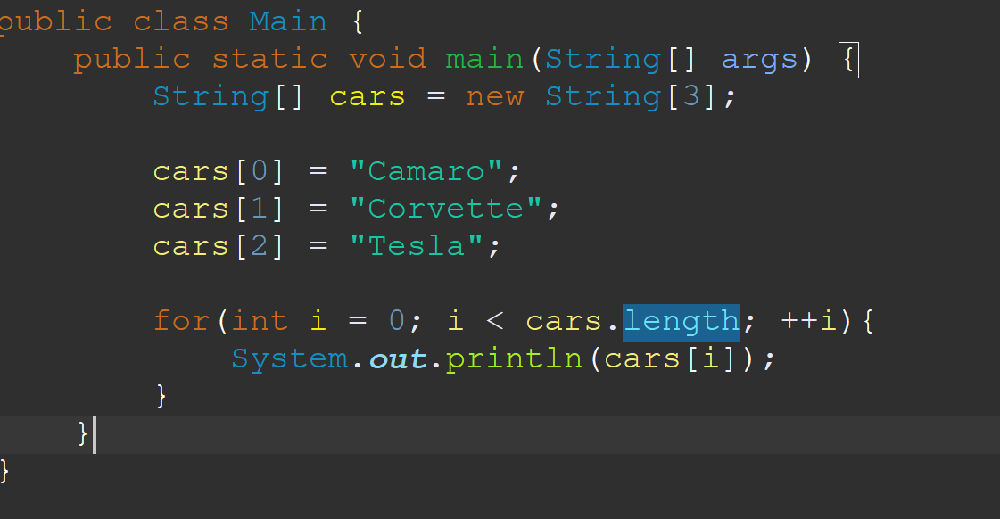 public class Main {
public static void main(String[] args) {
String[] cars = new String[3];
cars[0] = "Camaro";
cars[1] = "Corvette";
cars[2] = "Tesla";
for(int i = 0; i < cars.length; ++i){
System.out.println(cars[i]);
}
}
}